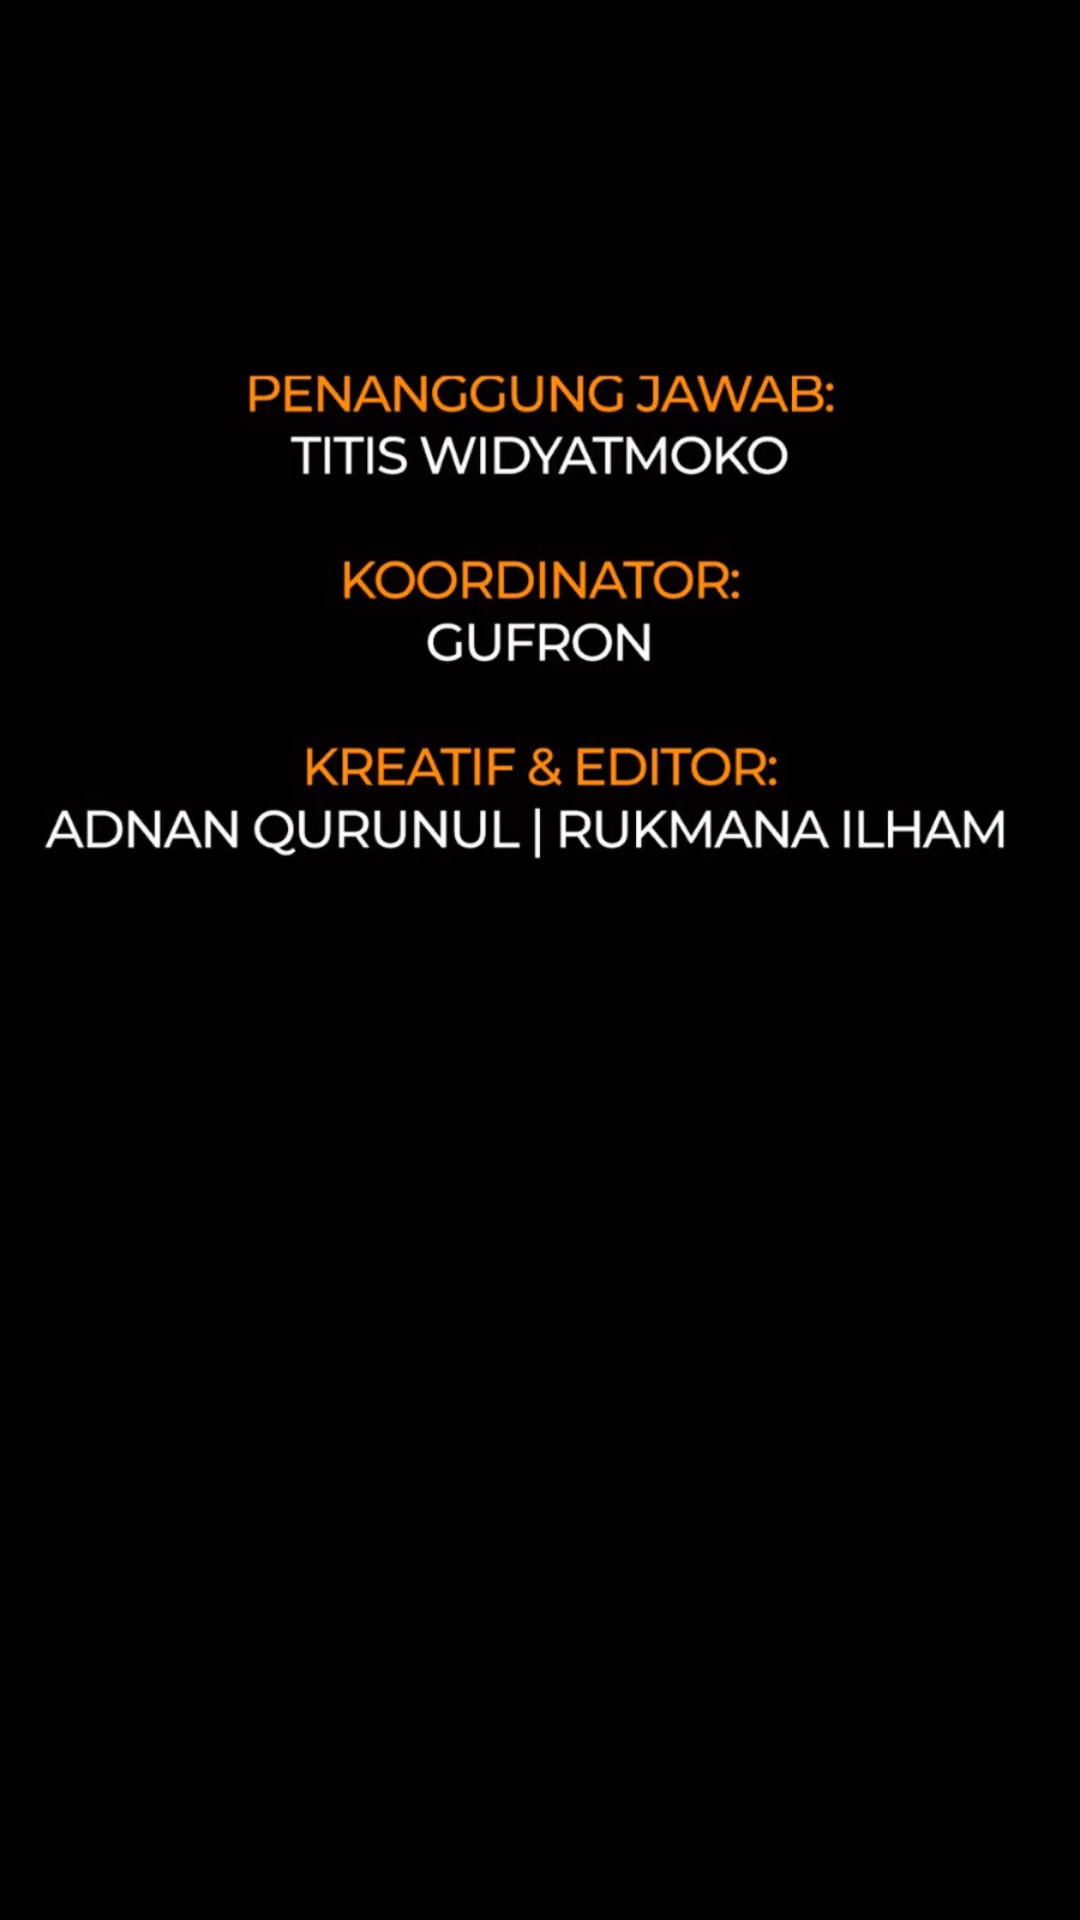 PENANGGUNG JAWAB:
TITIS WIDYATMOKO
KOORDINATOR:
GUFRON
KREATIF & EDITOR:
ADNAN QURUNUL | RUKMANA ILHAM